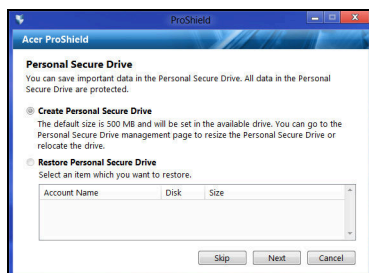 ProShield
Acer ProShield
Personal Secure Drive
You can save important data in the Personal Secure Drive. All data in the Personal
Secure Drive are protected.
Create Personal Secure Drive
The default size is 500 MB and will be set in the available drive. You can go to the
Personal Secure Drive management page to resize the Personal Secure Drive or
relocate the drive.
Restore Personal Secure Drive
Select an item which you want to restore.
Account Name Disk Size
Skip Next Cancel